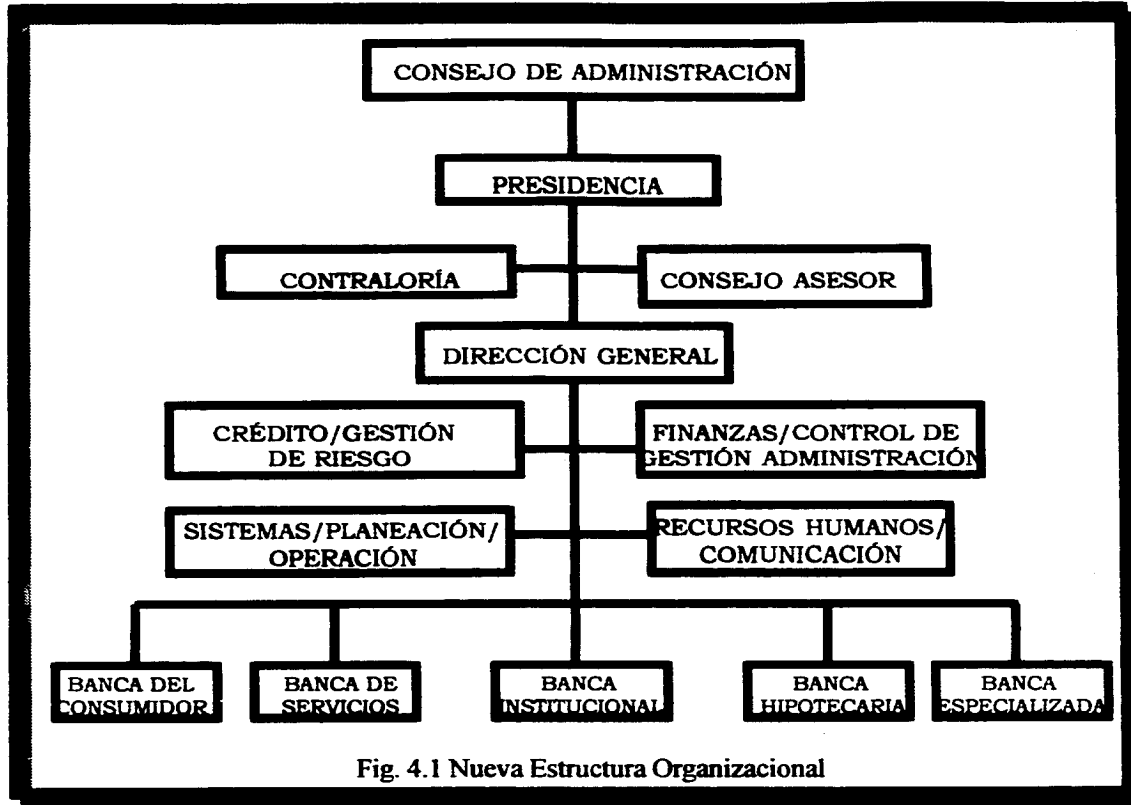 CONSEJO DE ADMINISTRACIÓN
PRESIDENCIA
CONTRALORÍA
CONSEJO ASESOR
DIRECCIÓN GENERAL
CRÉDITO/GESTIÓN
DE RIESGO
FINANZAS/CONTROL DE
GESTIÓN ADMINISTRACIÓN
SISTEMAS/PLANEACIÓN/
OPERACIÓN
RECURSOS HUMANOS/
COMUNICACIÓN
BANCA DEL
CONSUMIDOR
BANCA DE
SERVICIOS
BANCA
INSTITUCIONAL
BANCA
HIPOTECARIA
BANCA
ESPECIALIZADA
Fig. 4.1 Nueva Estructura Organizacional